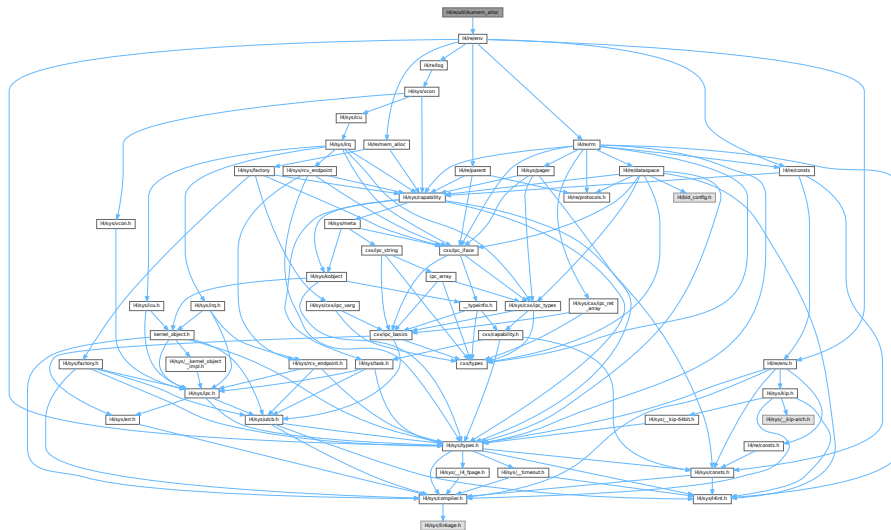 l4/re/util/kumem_alloc
l4/re/env
l4/re/log
l4/sys/vcon
l4/sys/icu
l4/sys/irq
l4/re/mem_alloc
l4/re/rm
l4/sys/factory
l4/sys/rcv_endpoint
l4/re/parent
l4/sys/pager
l4/re/dataspace
l4/re/consts
l4/sys/capability
l4/re/protocols.h
l4/bid_config.h
l4/sys/vcon.h
l4/sys/meta
cxx/ipc_string
cxx/ipc_iface
l4/sys/kobject
ipc_array
l4/sys/icu.h
l4/sys/irq.h
l4/sys/cxx/ipc_varg
__typeinfo.h
l4/sys/cxx/ipc_types
l4/sys/cxx/ipc_ret
_array
kernel_object.h
cxx/ipc_basics
cxx/capability.h
l4/sys/factory.h
l4/sys/__kernel_object
_impl.h
l4/sys/rcv_endpoint.h
l4/sys/task.h
cxx/types
l4/re/env.h
l4/sys/ipc.h
l4/sys/kip.h
l4/sys/err.h
l4/sys/utcb.h
l4/sys/__kip-64bit.h
l4/sys/__kip-arch.h
l4/sys/types.h
l4/re/consts.h
l4/sys/__l4_fpage.h
l4/sys/__timeout.h
l4/sys/consts.h
l4/sys/compiler.h
l4/sys/l4int.h
l4/sys/linkage.h